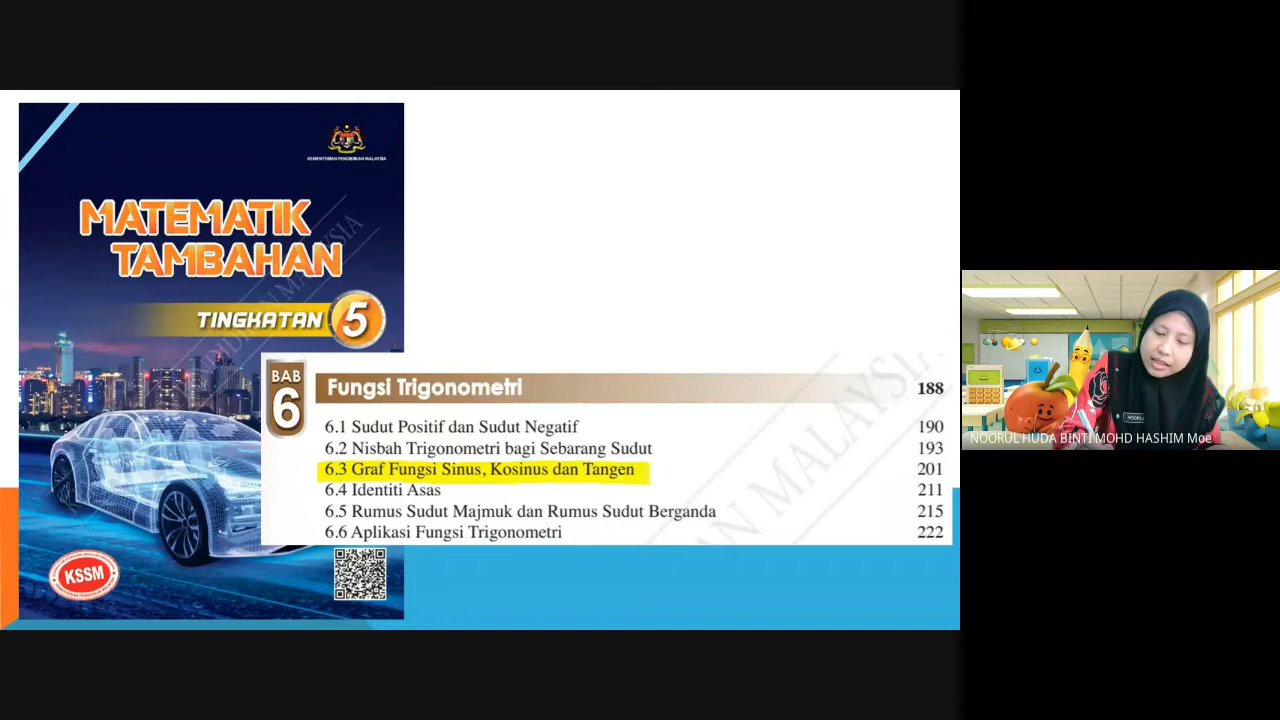 KEMENTERIAN PENDIDIKAN MALAYSIA
MATEMATIK
TAMBAHAN
TINGKATAN 5
KSSM
BAB
6
Fungsi Trigonometri 188
6.1 Sudut Positif dan Sudut Negatif 190
6.2 Nisbah Trigonometri bagi Sebarang Sudut 193
6.3 Graf Fungsi Sinus, Kosinus dan Tangen 201
6.4 Identiti Asas 211
6.5 Rumus Sudut Majmuk dan Rumus Sudut Berganda 215
6.6 Aplikasi Fungsi Trigonometri 222
AN MALAYSIA
NOORUL HUDA BINTI MOHD HASHIM Moe